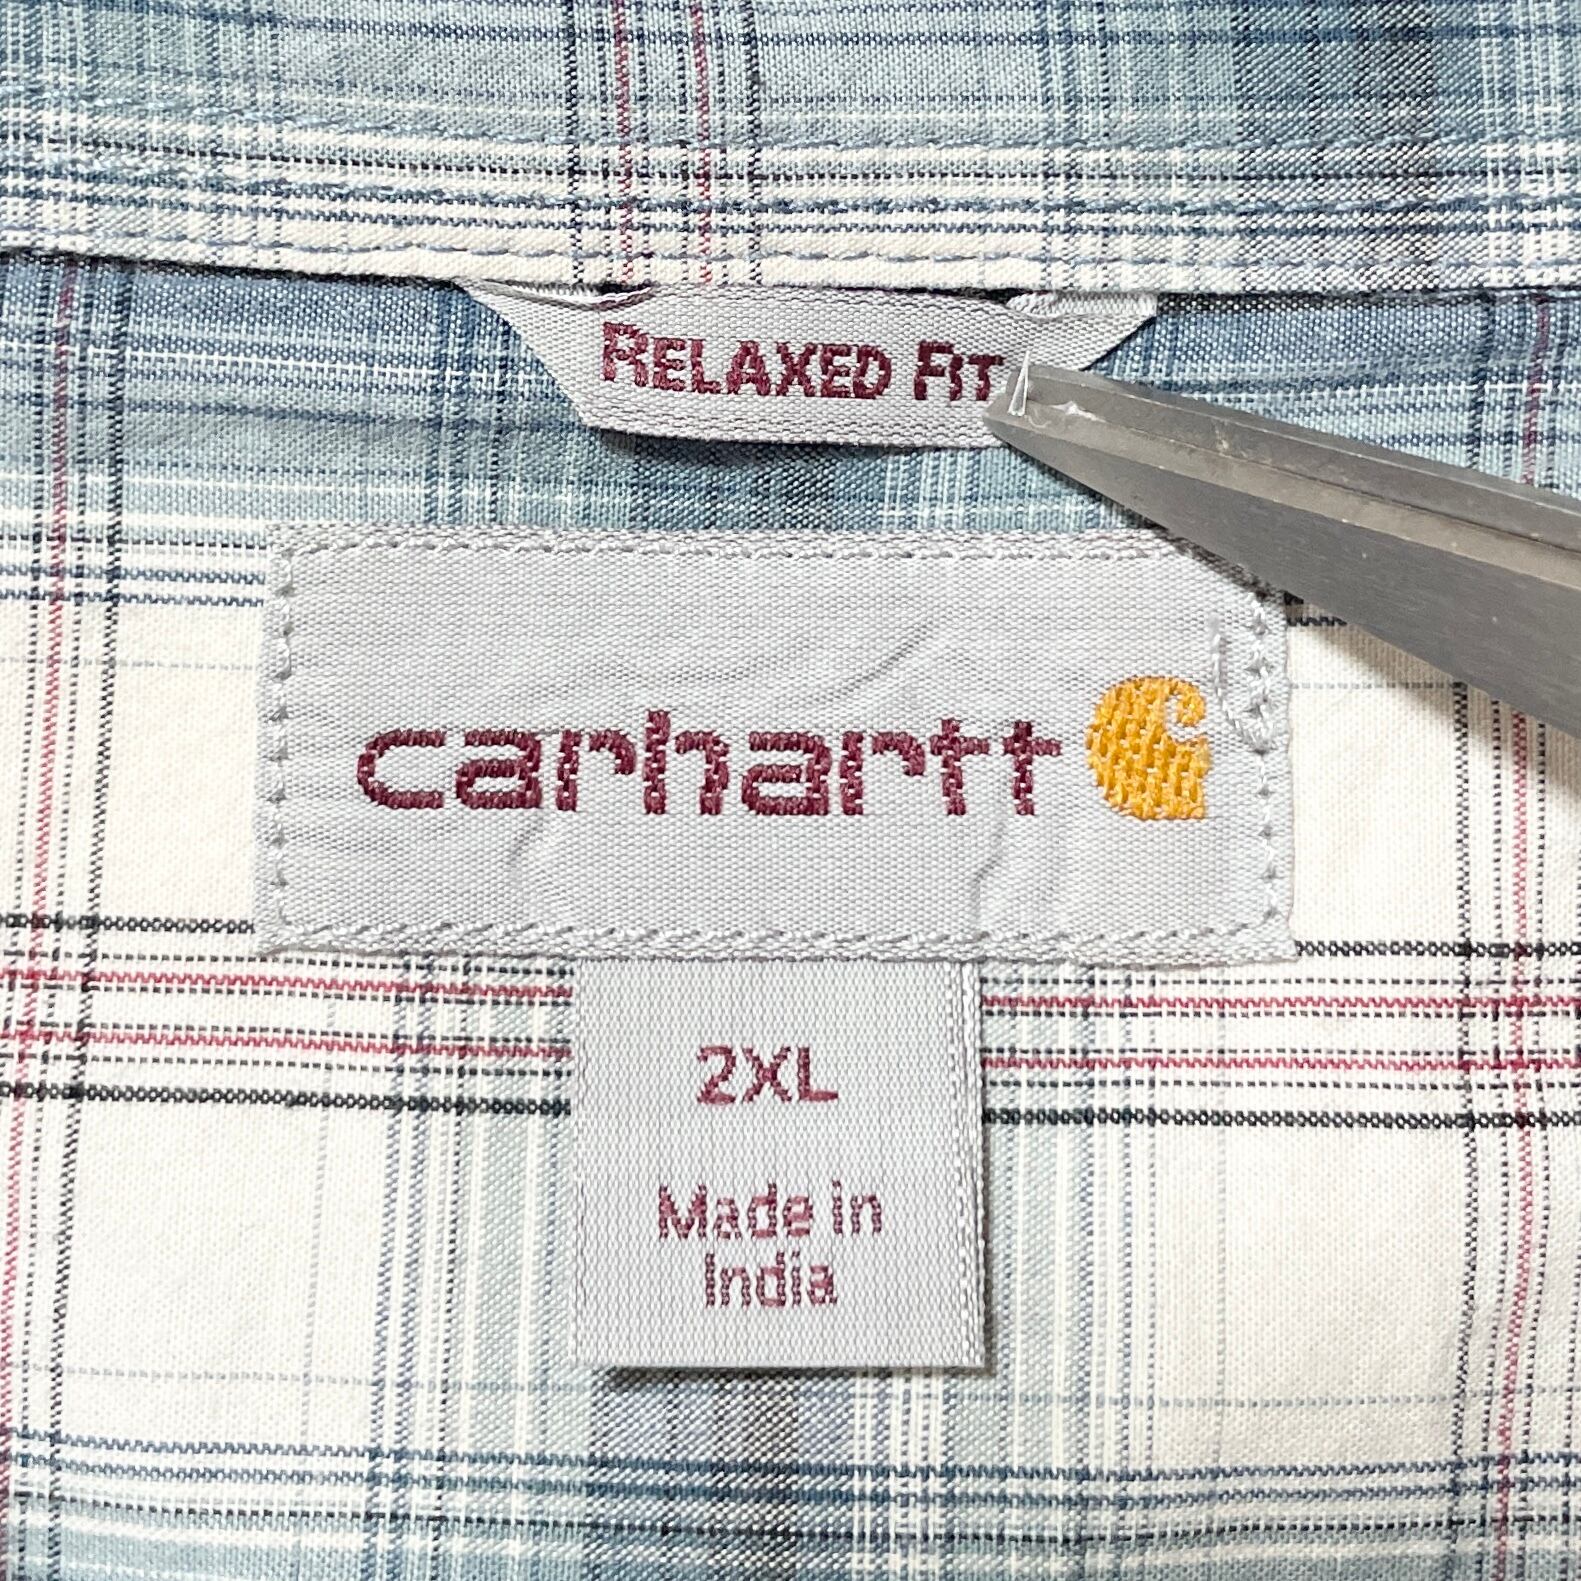 RELAXED FIT
carhartt
2XL
Made in
India